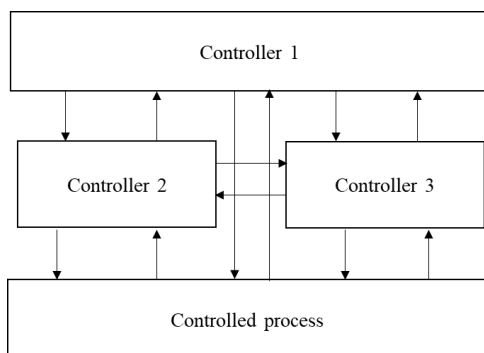 Controller 1
Controller 2
Controller 3
Controlled process